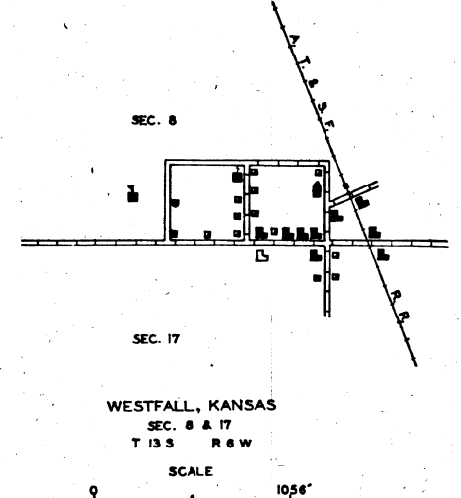 A. T. & S. F.
SEC. 8
R. R.
SEC. 17
WESTFALL, KANSAS
SEC. 8 & 17
T 13 S R 6 W
SCALE
0 1056'